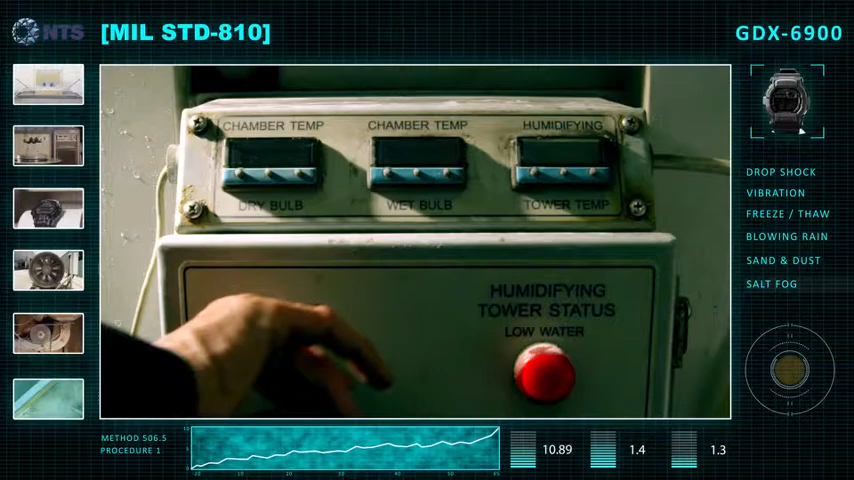 NTS
[MIL STD-810]
GDX-6900
CHAMBER TEMP
CHAMBER TEMP
HUMIDIFYING
DRY BULB
WET BULB
TOWER TEMP
HUMIDIFYING
TOWER STATUS
LOW WATER
DROP SHOCK
VIBRATION
FREEZE / THAW
BLOWING RAIN
SAND & DUST
SALT FOG
METHOD 506.5
PROCEDURE 1
10.89
1.4
1.3